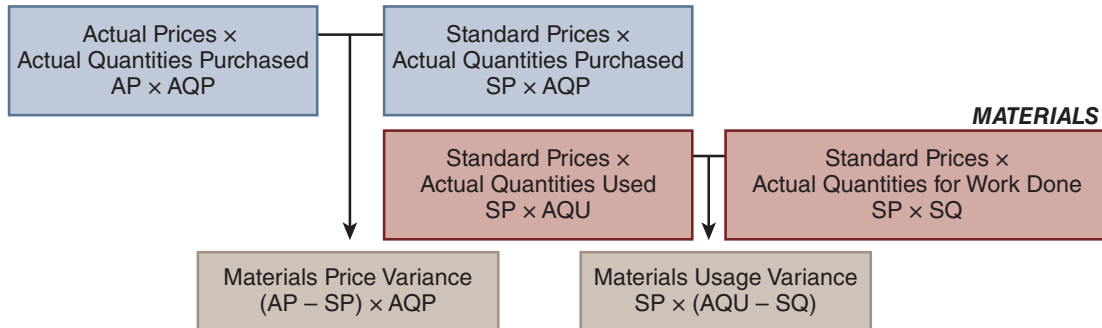 Actual Prices ×
Actual Quantities Purchased
AP × AQP
Standard Prices ×
Actual Quantities Purchased
SP × AQP
MATERIALS
Standard Prices ×
Actual Quantities Used
SP × AQU
Standard Prices ×
Actual Quantities for Work Done
SP × SQ
Materials Price Variance
(AP – SP) × AQP
Materials Usage Variance
SP × (AQU – SQ)